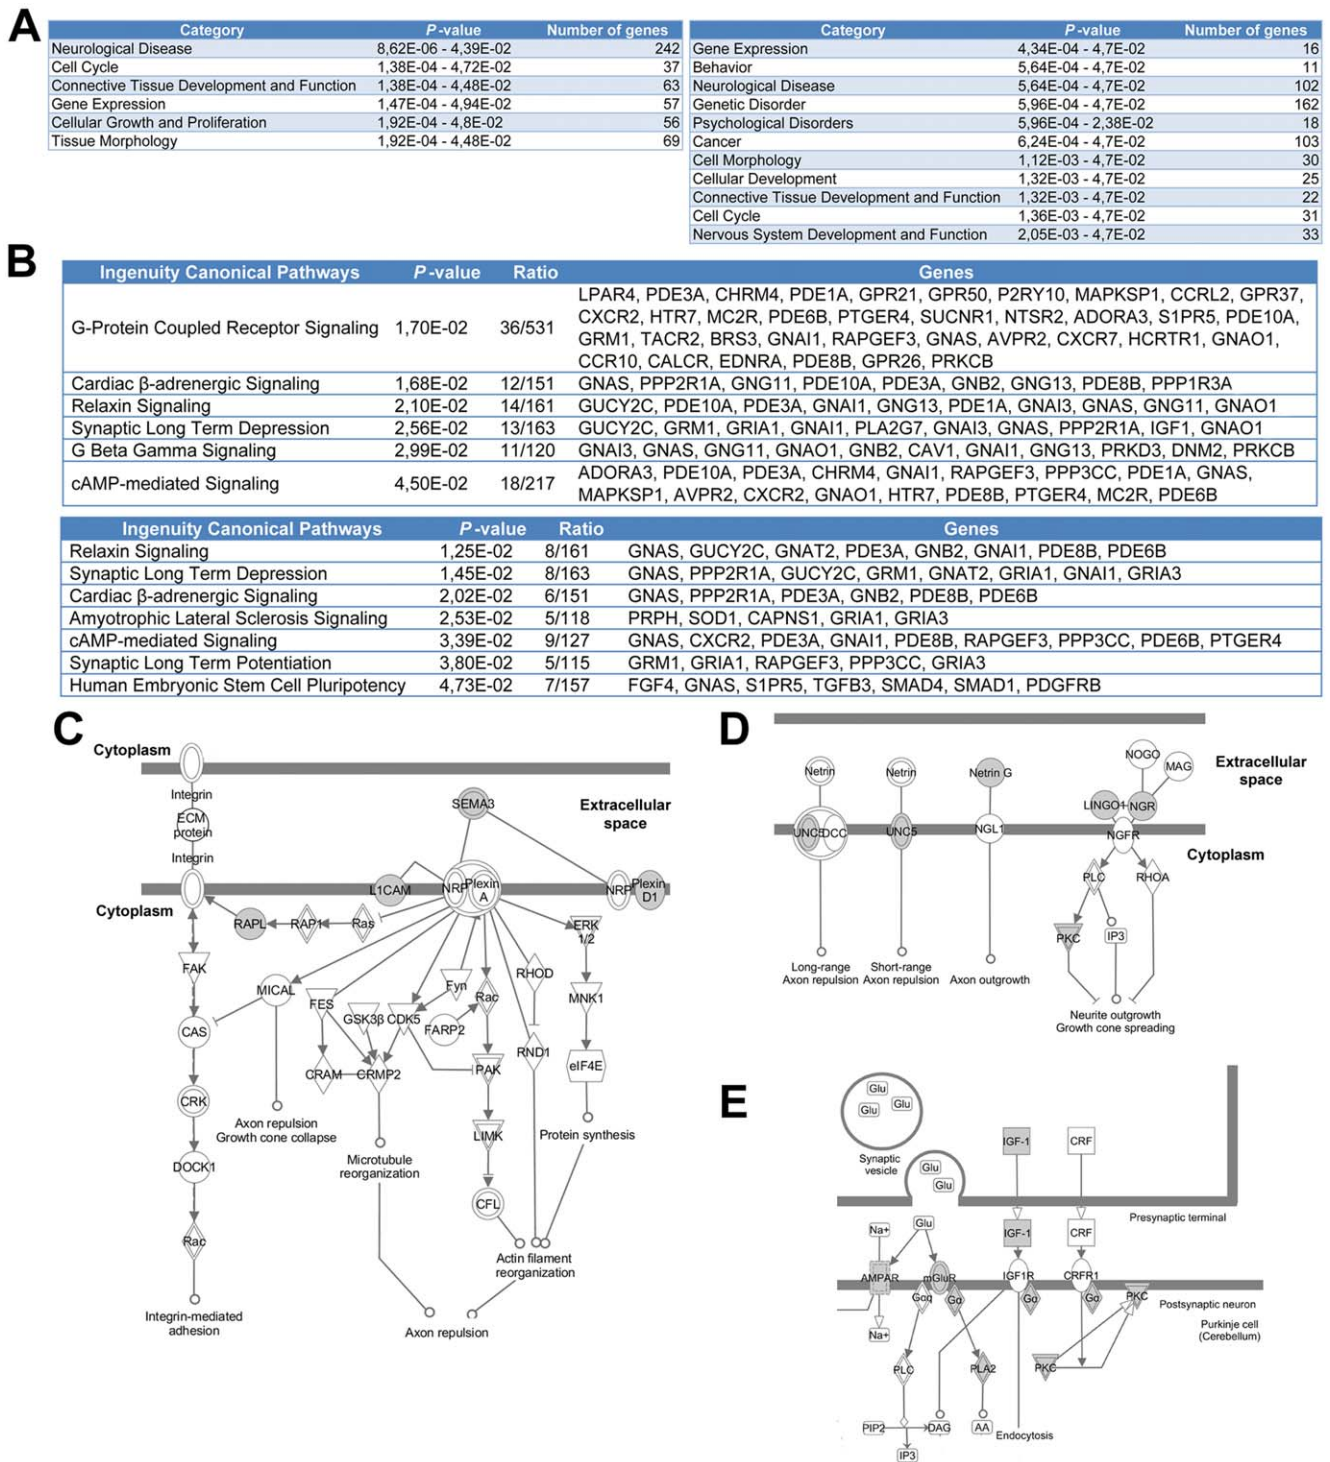 A
Category P-value Number of genes
Neurological Disease 8,62E-06 - 4,39E-02 242
Cell Cycle 1,38E-04 - 4,72E-02 37
Connective Tissue Development and Function 1,38E-04 - 4,48E-02 63
Gene Expression 1,47E-04 - 4,94E-02 57
Cellular Growth and Proliferation 1,92E-04 - 4,8E-02 56
Tissue Morphology 1,92E-04 - 4,48E-02 69
Category P-value Number of genes
Gene Expression 4,34E-04 - 4,7E-02 16
Behavior 5,64E-04 - 4,7E-02 11
Neurological Disease 5,64E-04 - 4,7E-02 102
Genetic Disorder 5,96E-04 - 4,7E-02 162
Psychological Disorders 5,96E-04 - 2,38E-02 18
Cancer 6,24E-04 - 4,7E-02 103
Cell Morphology 1,12E-03 - 4,7E-02 30
Cellular Development 1,32E-03 - 4,7E-02 25
Connective Tissue Development and Function 1,32E-03 - 4,7E-02 22
Cell Cycle 1,36E-03 - 4,7E-02 31
Nervous System Development and Function 2,05E-03 - 4,7E-02 33
B
Ingenuity Canonical Pathways P-value Ratio Genes
G-Protein Coupled Receptor Signaling 1,70E-02 36/531
LPAR4, PDE3A, CHRM4, PDE1A, GPR21, GPR50, P2RY10, MAPKSP1, CCRL2, GPR37,
CXCR2, HTR7, MC2R, PDE6B, PTGER4, SUCNR1, NTSR2, ADORA3, S1PR5, PDE10A,
GRM1, TACR2, BRS3, GNAI1, RAPGEF3, GNAS, AVPR2, CXCR7, HCRTR1, GNAO1,
CCR10, CALCR, EDNRA, PDE8B, GPR26, PRKCB
Cardiac β-adrenergic Signaling 1,68E-02 12/151 GNAS, PPP2R1A, GNG11, PDE10A, PDE3A, GNB2, GNG13, PDE8B, PPP1R3A
Relaxin Signaling 2,10E-02 14/161 GUCY2C, PDE10A, PDE3A, GNAI1, GNG13, PDE1A, GNAI3, GNAS, GNG11, GNAO1
Synaptic Long Term Depression 2,56E-02 13/163 GUCY2C, GRM1, GRIA1, GNAI1, PLA2G7, GNAI3, GNAS, PPP2R1A, IGF1, GNAO1
G Beta Gamma Signaling 2,99E-02 11/120 GNAI3, GNAS, GNG11, GNAO1, GNB2, CAV1, GNAI1, GNG13, PRKD3, DNM2, PRKCB
cAMP-mediated Signaling 4,50E-02 18/217
ADORA3, PDE10A, PDE3A, CHRM4, GNAI1, RAPGEF3, PPP3CC, PDE1A, GNAS,
MAPKSP1, AVPR2, CXCR2, GNAO1, HTR7, PDE8B, PTGER4, MC2R, PDE6B
Ingenuity Canonical Pathways P-value Ratio Genes
Relaxin Signaling 1,25E-02 8/161 GNAS, GUCY2C, GNAT2, PDE3A, GNB2, GNAI1, PDE8B, PDE6B
Synaptic Long Term Depression 1,45E-02 8/163 GNAS, PPP2R1A, GUCY2C, GRM1, GNAT2, GRIA1, GNAI1, GRIA3
Cardiac β-adrenergic Signaling 2,02E-02 6/151 GNAS, PPP2R1A, PDE3A, GNB2, PDE8B, PDE6B
Amyotrophic Lateral Sclerosis Signaling 2,53E-02 5/118 PRPH, SOD1, CAPNS1, GRIA1, GRIA3
cAMP-mediated Signaling 3,39E-02 9/127 GNAS, CXCR2, PDE3A, GNAI1, PDE8B, RAPGEF3, PPP3CC, PDE6B, PTGER4
Synaptic Long Term Potentiation 3,80E-02 5/115 GRM1, GRIA1, RAPGEF3, PPP3CC, GRIA3
Human Embryonic Stem Cell Pluripotency 4,73E-02 7/157 FGF4, GNAS, S1PR5, TGFB3, SMAD4, SMAD1, PDGFRB
C
Cytoplasm
Integrin
ECM
protein
Integrin
SEMA3
Extracellular
space
L1CAM
NRP
Plexin
A
NRP
Plexin
D1
Cytoplasm
RAPL
RAP1
Ras
ERK
1/2
FAK
MICAL
FES
Fyn
Rac
RHOD
MNK1
CAS
GSK3β
CDK5
FARP2
RND1
CRAM
CRMP2
PAK
eIF4E
CRK
Axon repulsion
Growth cone collapse
LIMK
Protein synthesis
DOCK1
Microtubule
reorganization
CFL
Rac
Actin filament
reorganization
Integrin-mediated
adhesion
Axon repulsion
D
Netrin
Netrin
Netrin G
NOGO
MAG
Extracellular
space
LINGO1
NGR
UNC5
DCC
UNC5
NGL1
NGFR
Cytoplasm
PLC
RHOA
PKC
IP3
Long-range
Axon repulsion
Short-range
Axon repulsion
Axon outgrowth
Neurite outgrowth
Growth cone spreading
E
Glu
Glu
Glu
Synaptic
vesicle
Glu
Glu
IGF-1
CRF
Presynaptic terminal
Na+
Glu
IGF-1
CRF
AMPAR
mGluR
IGF1R
CRFR1
Gαq
Gα
Gα
Gα
PKC
Postsynaptic neuron
Purkinje cell
(Cerebellum)
Na+
PLC
PLA2
PKC
PIP2
DAG
AA
Endocytosis
IP3